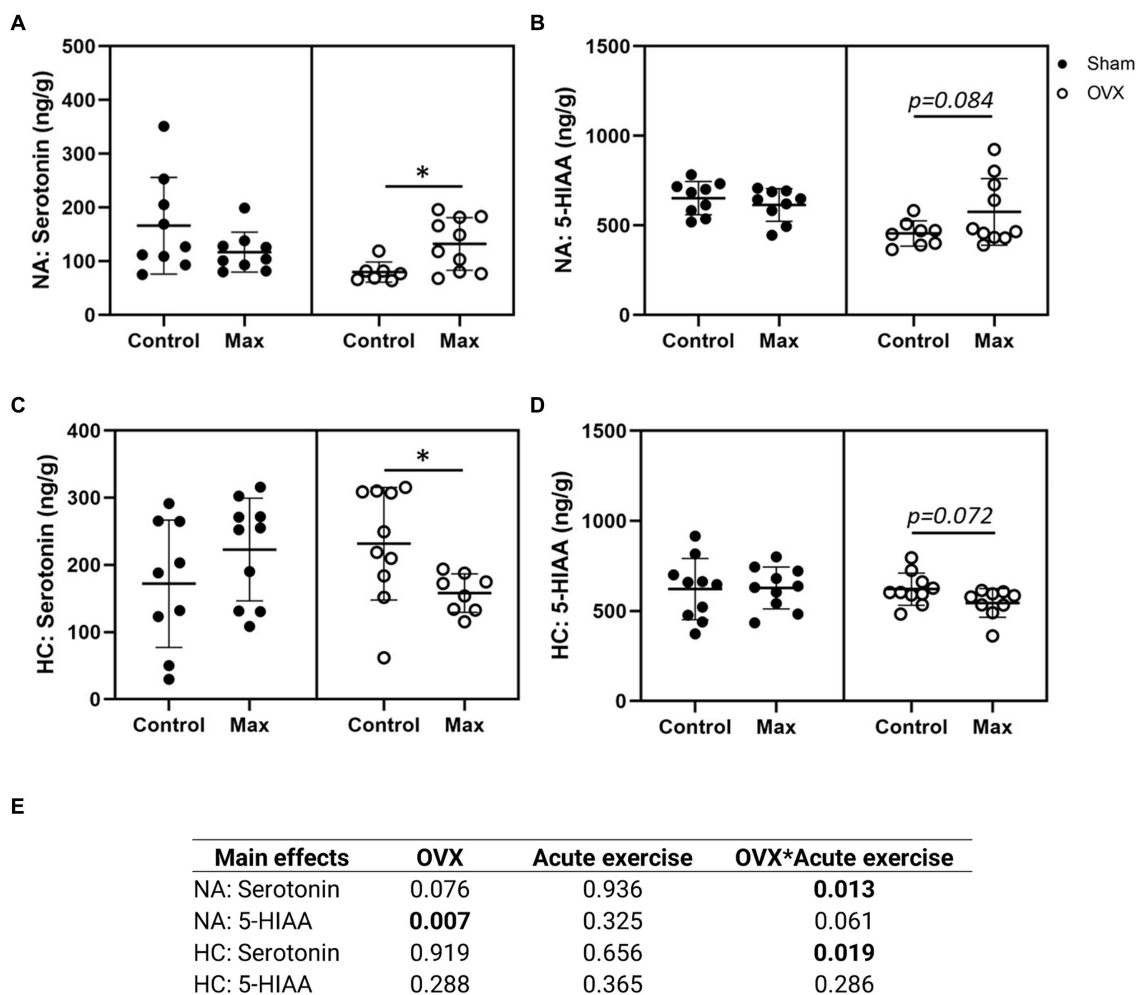 A
NA: Serotonin (ng/g)
500
400
300
200
100
0
*
Control Max Control Max
B
NA: 5-HIAA (ng/g)
1500
1000
500
0
p=0.084
Control Max Control Max
Sham
OVX
C
HC: Serotonin (ng/g)
400
300
200
100
0
*
Control Max Control Max
D
HC: 5-HIAA (ng/g)
1500
1000
500
0
p=0.072
Control Max Control Max
E
Main effects OVX Acute exercise OVX*Acute exercise
NA: Serotonin 0.076 0.936 0.013
NA: 5-HIAA 0.007 0.325 0.061
HC: Serotonin 0.919 0.656 0.019
HC: 5-HIAA 0.288 0.365 0.286